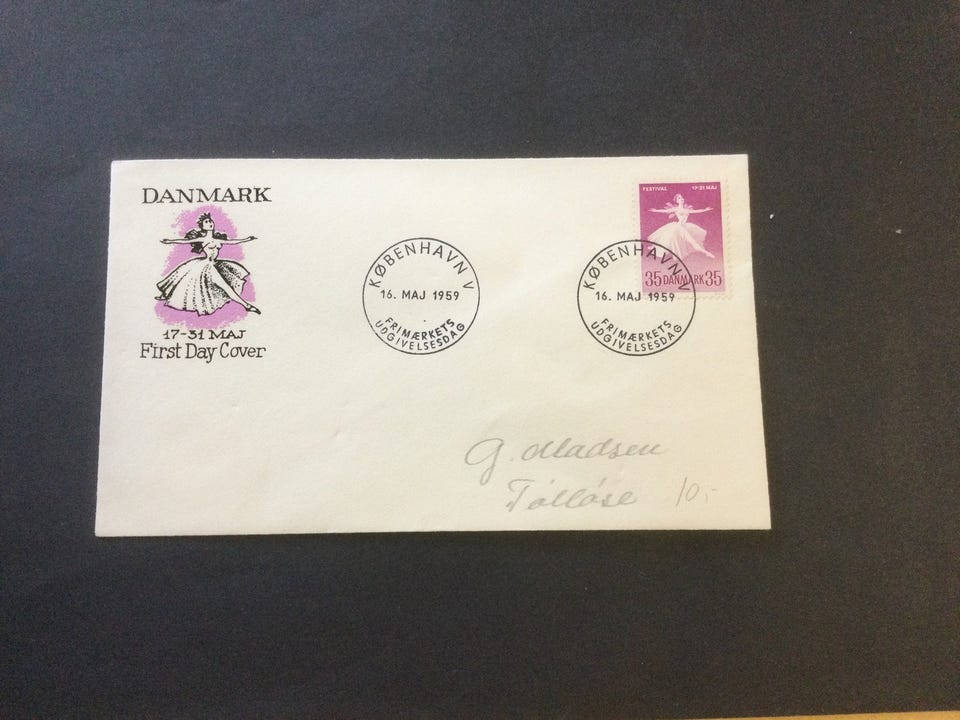 DANMARK
17-31 MAJ
First Day Cover
KØBENHAVN V
16. MAJ 1959
FRIMÆRKETS
UDGIVELSESDAG
FESTIVAL 17-31 MAJ
35 DANMARK 35
KØBENHAVN V
16. MAJ 1959
FRIMÆRKETS
UDGIVELSESDAG
G. Madsen
Tølløse 10,-